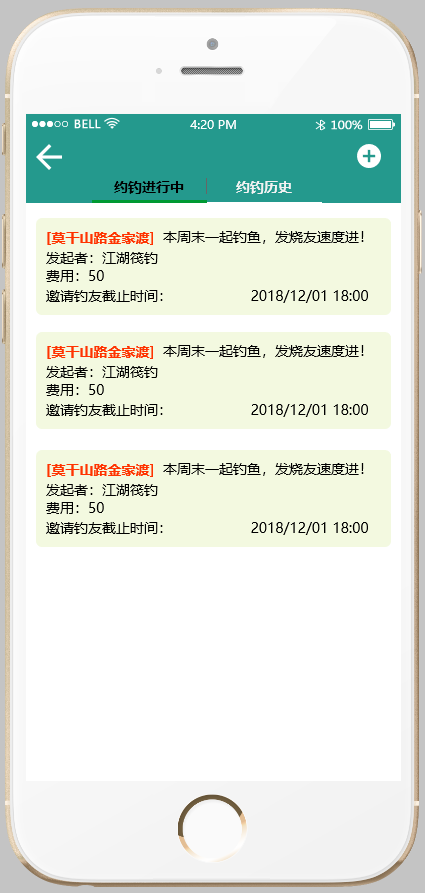 BELL 4:20 PM 100%
约钓进行中 约钓历史
[莫干山路金家渡] 本周末一起钓鱼，发烧友速度进！
发起者：江湖筏钓
费用：50
邀请钓友截止时间： 2018/12/01 18:00
[莫干山路金家渡] 本周末一起钓鱼，发烧友速度进！
发起者：江湖筏钓
费用：50
邀请钓友截止时间： 2018/12/01 18:00
[莫干山路金家渡] 本周末一起钓鱼，发烧友速度进！
发起者：江湖筏钓
费用：50
邀请钓友截止时间： 2018/12/01 18:00